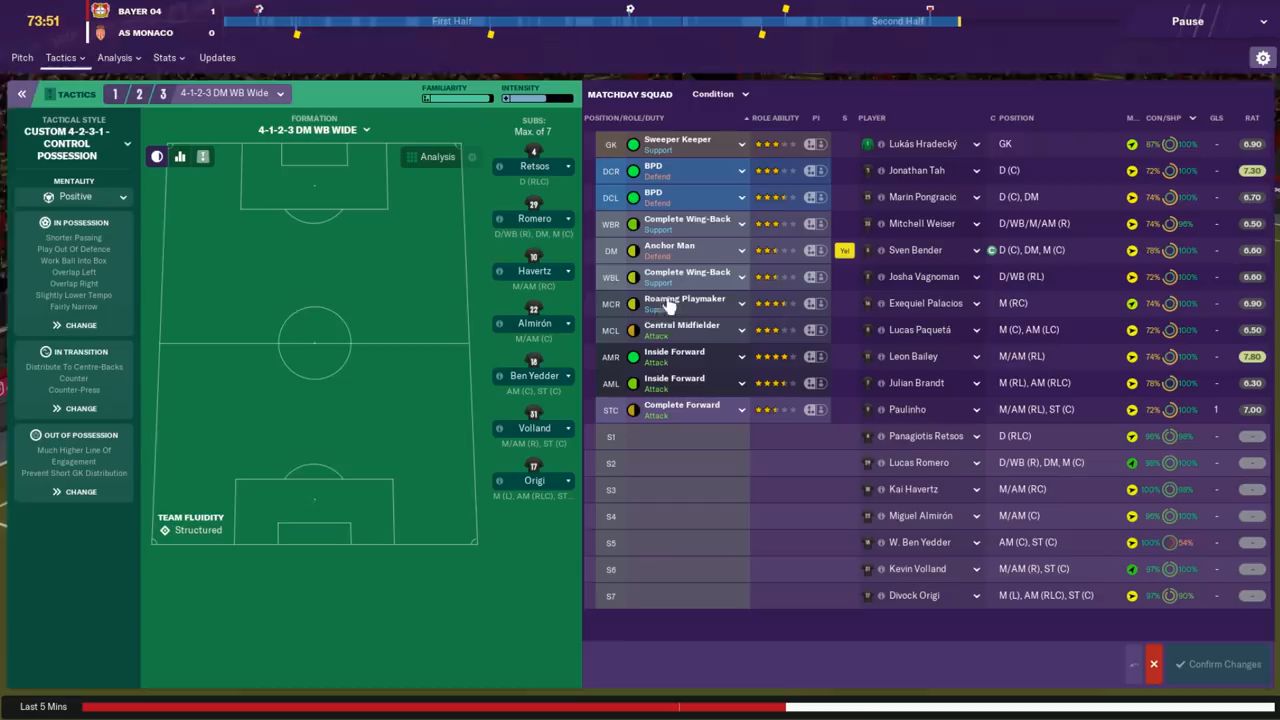 73:51
BAYER 04 1
AS MONACO 0
First Half
Second Half
Pause
Pitch Tactics Analysis Stats Updates
TACTICS 1 2 3 4-1-2-3 DM WB Wide
FAMILIARITY INTENSITY
TACTICAL STYLE
CUSTOM 4-2-3-1 -
CONTROL
POSSESSION
MENTALITY
Positive
IN POSSESSION
Shorter Passing
Play Out Of Defence
Work Ball Into Box
Overlap Left
Overlap Right
Slightly Lower Tempo
Fairly Narrow
CHANGE
IN TRANSITION
Distribute To Centre-Backs
Counter
Counter-Press
CHANGE
OUT OF POSSESSION
Much Higher Line Of
Engagement
Prevent Short GK Distribution
CHANGE
FORMATION
4-1-2-3 DM WB WIDE
Analysis
TEAM FLUIDITY
Structured
SUBS:
Max. of 7
4
Retsos
D (RLC)
29
Romero
D/WB (R), DM, M (C)
10
Havertz
M/AM (RC)
22
Almirón
M/AM (C)
18
Ben Yedder
AM (C), ST (C)
31
Volland
M/AM (R), ST (C)
17
Origi
M (L), AM (RLC), ST...
MATCHDAY SQUAD Condition
POSITION/ROLE/DUTY ROLE ABILITY PI S PLAYER C POSITION M... CON/SHP GLS RAT
GK Sweeper Keeper Support Lukás Hradecký GK 87% 100% - 6.90
DCR BPD Defend Jonathan Tah D (C) 72% 100% - 7.30
DCL BPD Defend Marin Pongracic D (C), DM 74% 100% - 6.70
WBR Complete Wing-Back Support Mitchell Weiser D/WB/M/AM (R) 74% 96% - 6.50
DM Anchor Man Defend Yel Sven Bender C D (C), DM, M (C) 78% 100% - 6.60
WBL Complete Wing-Back Support Josha Vagnoman D/WB (RL) 72% 100% - 6.60
MCR Roaming Playmaker Exequiel Palacios M (RC) 74% 100% - 6.90
MCL Central Midfielder Attack Lucas Paquetá M (C), AM (LC) 72% 100% - 6.50
AMR Inside Forward Attack Leon Bailey M/AM (RL) 74% 100% - 7.80
AML Inside Forward Attack Julian Brandt M (RL), AM (RLC) 78% 100% - 6.30
STC Complete Forward Attack Paulinho M/AM (RL), ST (C) 72% 100% 1 7.00
S1 Panagiotis Retsos D (RLC) 96% 98% - -
S2 Lucas Romero D/WB (R), DM, M (C) 98% 100% - -
S3 Kai Havertz M/AM (RC) 100% 98% - -
S4 Miguel Almirón M/AM (C) 96% 100% - -
S5 W. Ben Yedder AM (C), ST (C) 100% 54% - -
S6 Kevin Volland M/AM (R), ST (C) 97% 100% - -
S7 Divock Origi M (L), AM (RLC), ST (C) 97% 90% - -
Confirm Changes
Last 5 Mins